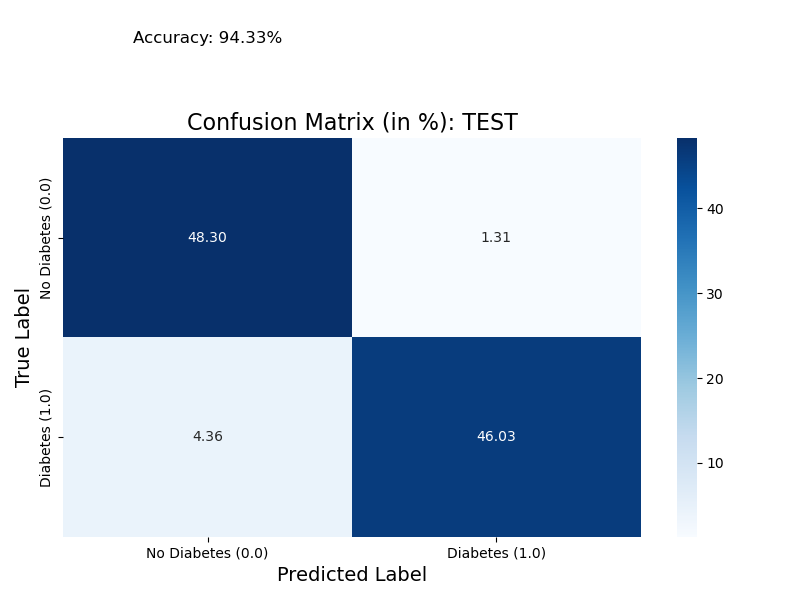 Accuracy: 94.33%
Confusion Matrix (in %): TEST
True Label
No Diabetes (0.0)
48.30
1.31
Diabetes (1.0)
4.36
46.03
No Diabetes (0.0)
Diabetes (1.0)
Predicted Label
40
30
20
10